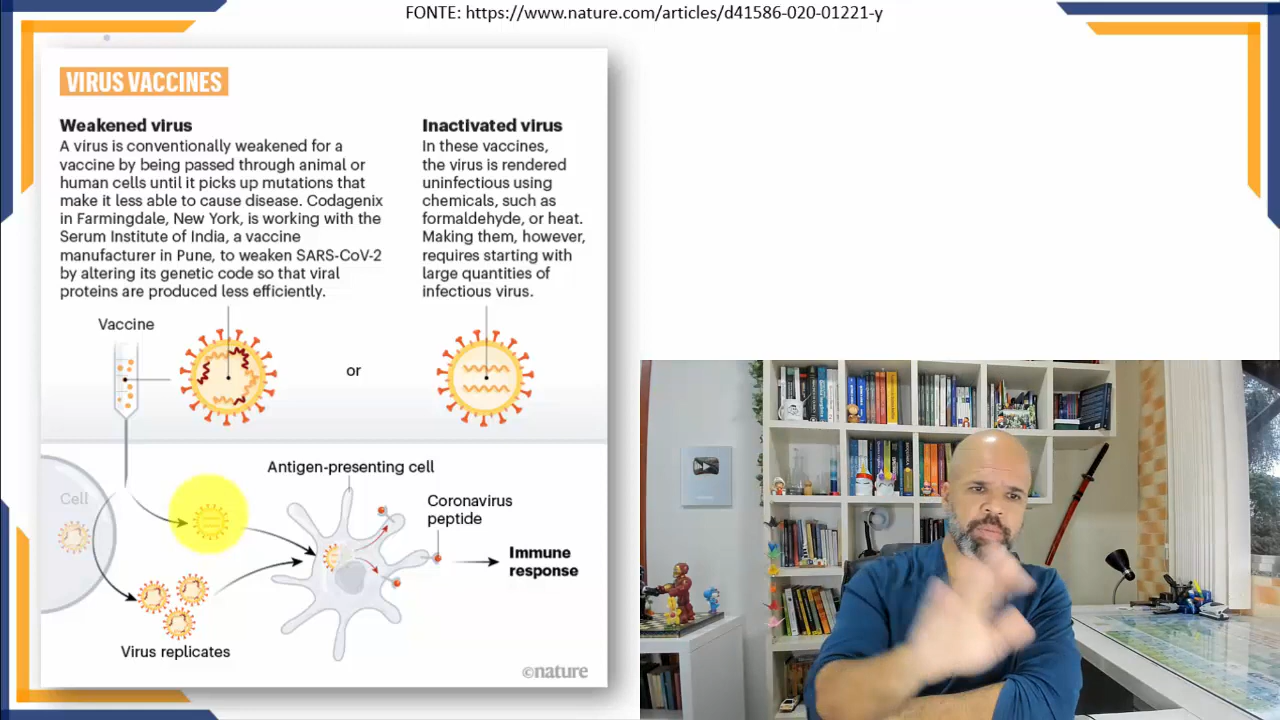 FONTE: https://www.nature.com/articles/d41586-020-01221-y
VIRUS VACCINES
Weakened virus
A virus is conventionally weakened for a
vaccine by being passed through animal or
human cells until it picks up mutations that
make it less able to cause disease. Codagenix
in Farmingdale, New York, is working with the
Serum Institute of India, a vaccine
manufacturer in Pune, to weaken SARS-CoV-2
by altering its genetic code so that viral
proteins are produced less efficiently.
Inactivated virus
In these vaccines,
the virus is rendered
uninfectious using
chemicals, such as
formaldehyde, or heat.
Making them, however,
requires starting with
large quantities of
infectious virus.
Vaccine
or
Antigen-presenting cell
Cell
Coronavirus
peptide
Immune
response
Virus replicates
©nature